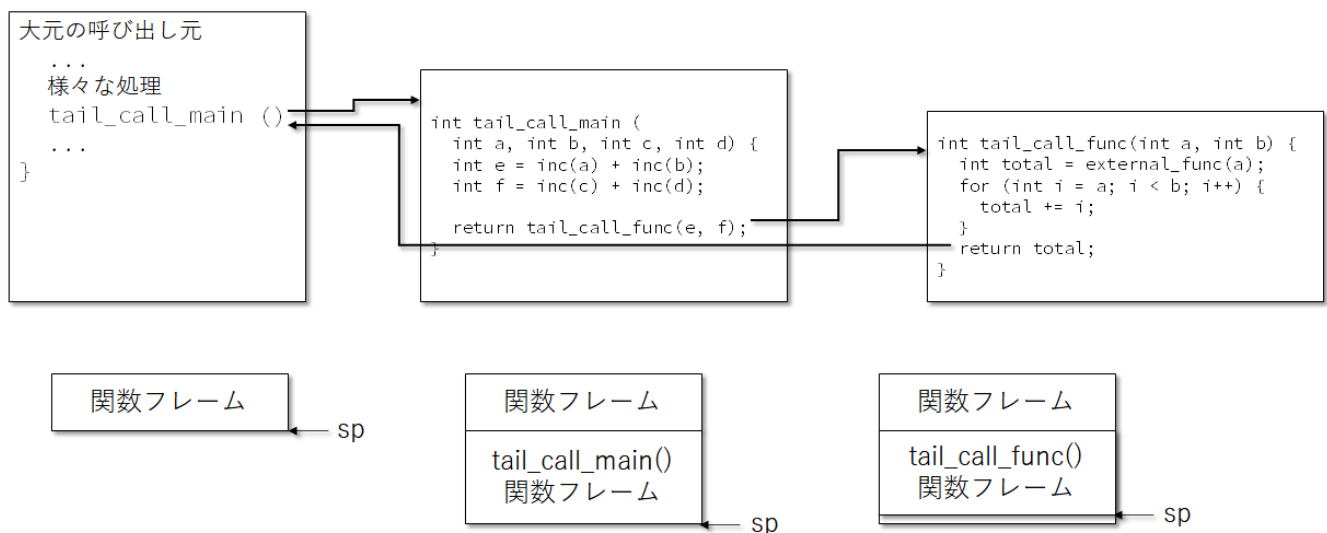 大元の呼び出し元
...
様々な処理
tail_call_main ()
...
}
int tail_call_main (
int a, int b, int c, int d) {
int e = inc(a) + inc(b);
int f = inc(c) + inc(d);
return tail_call_func(e, f);
}
int tail_call_func(int a, int b) {
int total = external_func(a);
for (int i = a; i < b; i++) {
total += i;
}
return total;
}
関数フレーム
sp
関数フレーム
tail_call_main()
関数フレーム
sp
関数フレーム
tail_call_func()
関数フレーム
sp